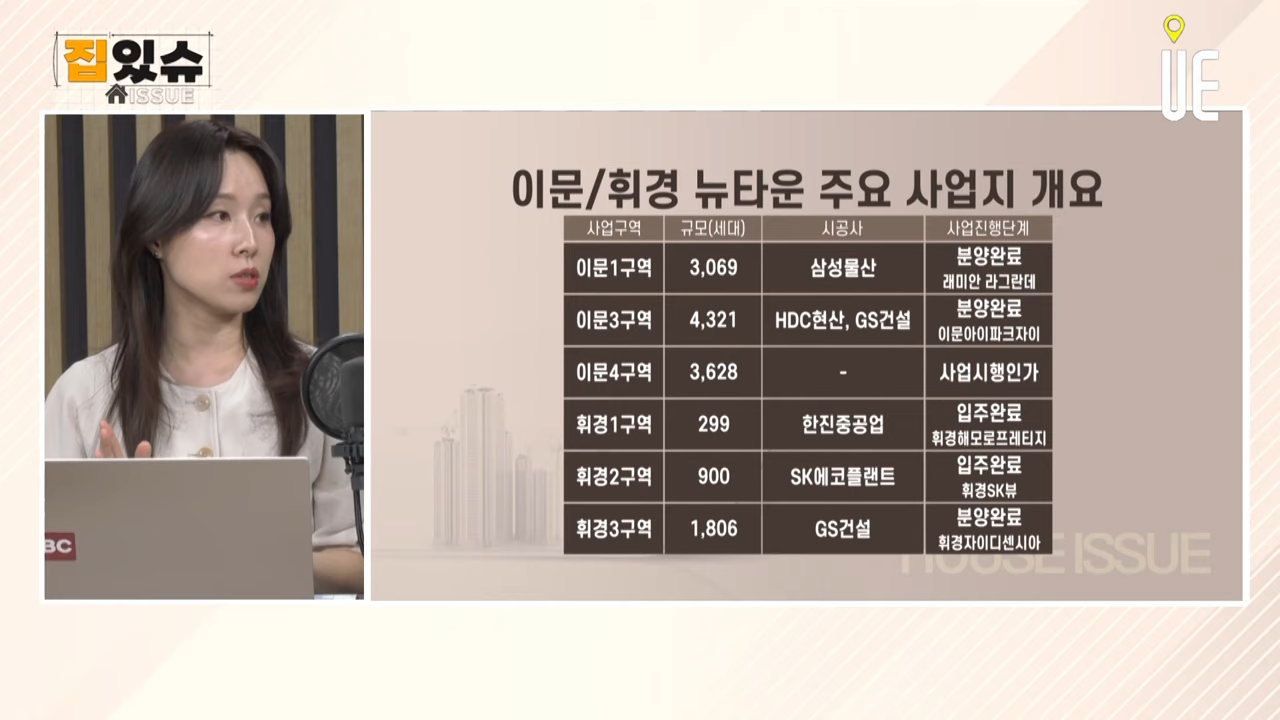 집있슈
ISSUE
UE
이문/휘경 뉴타운 주요 사업지 개요
사업구역 규모(세대) 시공사 사업진행단계
이문1구역 3,069 삼성물산 분양완료
래미안 라그란데
이문3구역 4,321 HDC현산, GS건설 분양완료
이문아이파크자이
이문4구역 3,628 - 사업시행인가
휘경1구역 299 한진중공업 입주완료
휘경해모로프레티지
휘경2구역 900 SK에코플랜트 입주완료
휘경SK뷰
휘경3구역 1,806 GS건설 분양완료
휘경자이디센시아
HOUSE ISSUE
BC